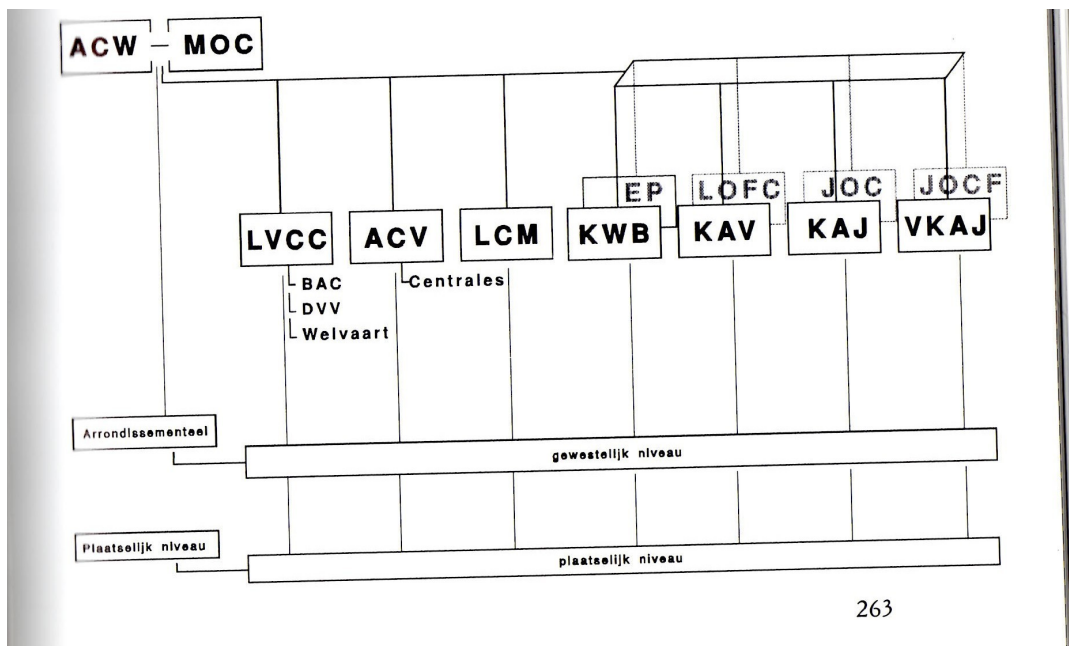 ACW – MOC
EP LOFC JOC JOCF
LVCC ACV LCM KWB KAV KAJ VKAJ
BAC Centrales
DVV
Welvaart
Arrondissementeel
gewestelijk niveau
Plaatselijk niveau
plaatselijk niveau
263